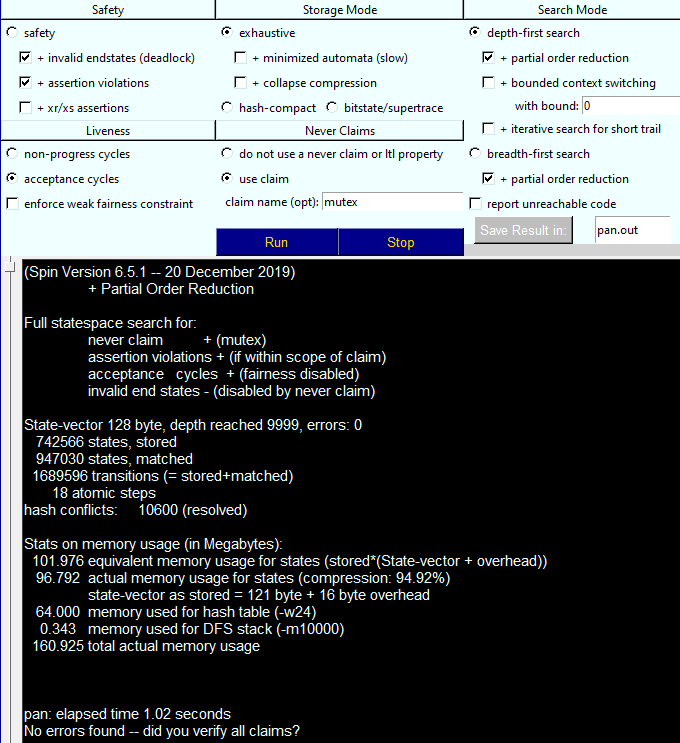 Safety Storage Mode Search Mode
safety exhaustive depth-first search
+ invalid endstates (deadlock) + minimized automata (slow) + partial order reduction
+ assertion violations + collapse compression + bounded context switching
+ xr/xs assertions hash-compact bitstate/supertrace with bound: 0
Liveness Never Claims + iterative search for short trail
non-progress cycles do not use a never claim or ltl property breadth-first search
acceptance cycles use claim + partial order reduction
enforce weak fairness constraint claim name (opt): mutex report unreachable code
Run Stop Save Result in: pan.out
(Spin Version 6.5.1 -- 20 December 2019)
+ Partial Order Reduction
Full statespace search for:
never claim + (mutex)
assertion violations + (if within scope of claim)
acceptance cycles + (fairness disabled)
invalid end states - (disabled by never claim)
State-vector 128 byte, depth reached 9999, errors: 0
742566 states, stored
947030 states, matched
1689596 transitions (= stored+matched)
18 atomic steps
hash conflicts: 10600 (resolved)
Stats on memory usage (in Megabytes):
101.976 equivalent memory usage for states (stored*(State-vector + overhead))
96.792 actual memory usage for states (compression: 94.92%)
state-vector as stored = 121 byte + 16 byte overhead
64.000 memory used for hash table (-w24)
0.343 memory used for DFS stack (-m10000)
160.925 total actual memory usage
pan: elapsed time 1.02 seconds
No errors found -- did you verify all claims?